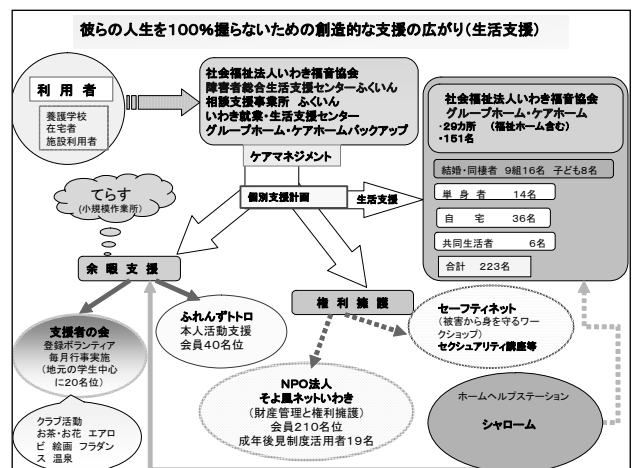 彼らの人生を100%握らないための創造的な支援の広がり(生活支援)
利用者
養護学校
在宅者
施設利用者
社会福祉法人いわき福音協会
障害者総合生活支援センターふくいん
相談支援事業所 ふくいん
いわき就業・生活支援センター
グループホーム・ケアホームバックアップ
ケアマネジメント
個別支援計画
生活支援
社会福祉法人いわき福音協会
グループホーム・ケアホーム
・29カ所 (福祉ホーム含む)
・151名
結婚・同棲者 9組16名 子ども8名
単身者 14名
自宅 36名
共同生活者 6名
合計 223名
てらす
(小規模作業所)
余暇支援
権利擁護
支援者の会
登録ボランティア
毎月行事実施
(地元の学生中心
に20名位)
ふれんずトトロ
本人活動支援
会員40名位
クラブ活動
お茶・お花 エアロ
ビ 絵画 フラダン
ス 温泉
NPO法人
そよ風ネットいわき
(財産管理と権利擁護)
会員210名位
成年後見制度活用者19名
セーフティネット
(被害から身を守るワー
クショップ)
セクシュアリティ講座等
ホームヘルプステーション
シャローム